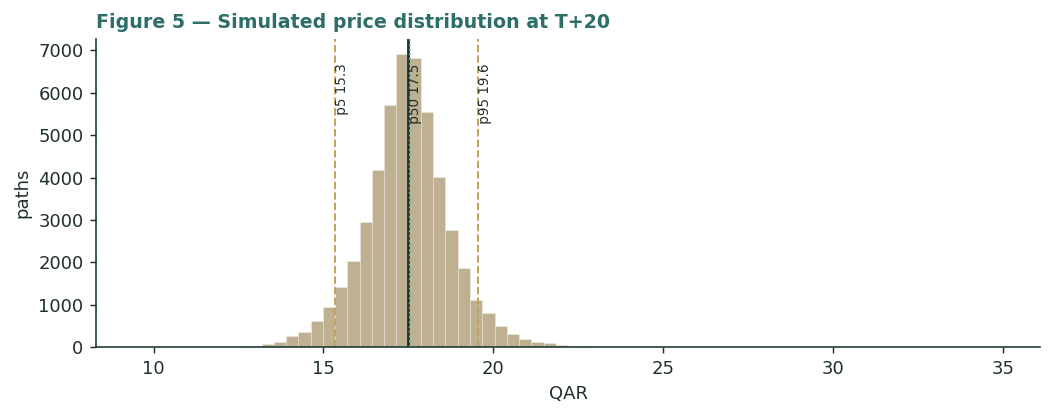 Figure 5 — Simulated price distribution at T+20
7000
6000
5000
4000
3000
2000
1000
0
paths
p5 15.3
p50 17.5
p95 19.6
10 15 20 25 30 35
QAR